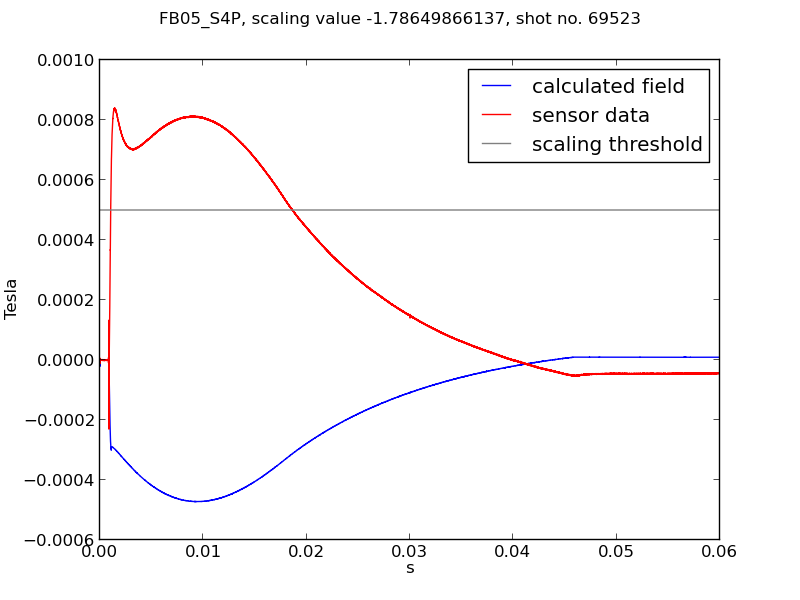 FB05_S4P, scaling value -1.78649866137, shot no. 69523
0.0010
0.0008
0.0006
0.0004
0.0002
0.0000
−0.0002
−0.0004
−0.0006
Tesla
calculated field
sensor data
scaling threshold
0.00 0.01 0.02 0.03 0.04 0.05 0.06
s